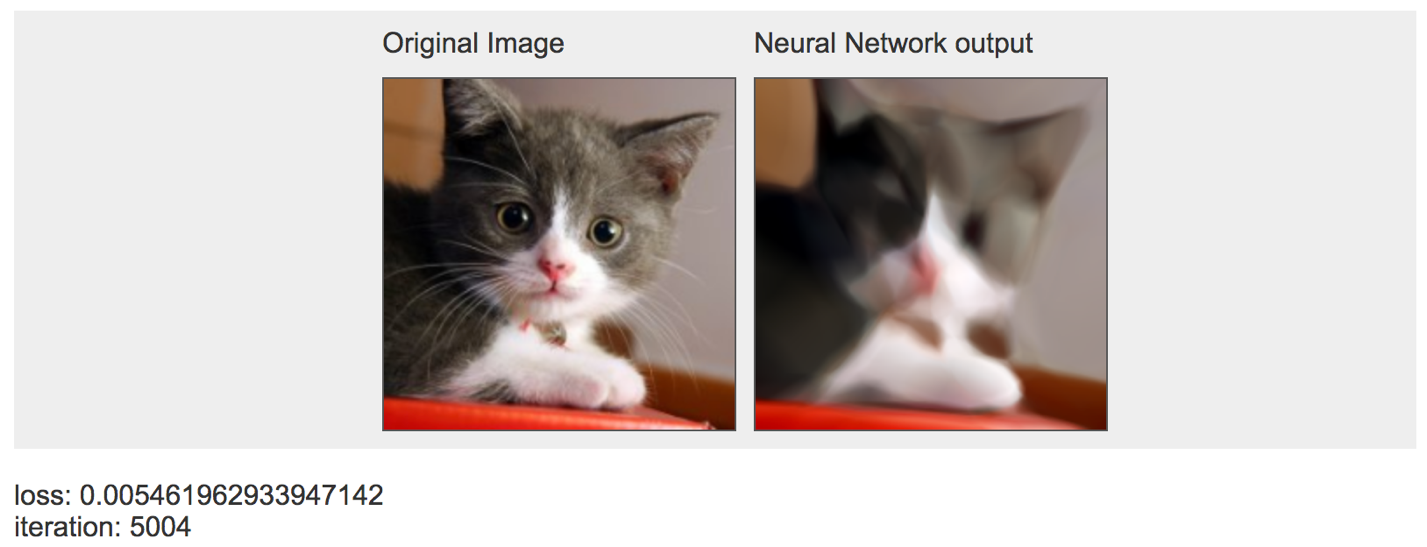 Original Image
Neural Network output
loss: 0.005461962933947142
iteration: 5004